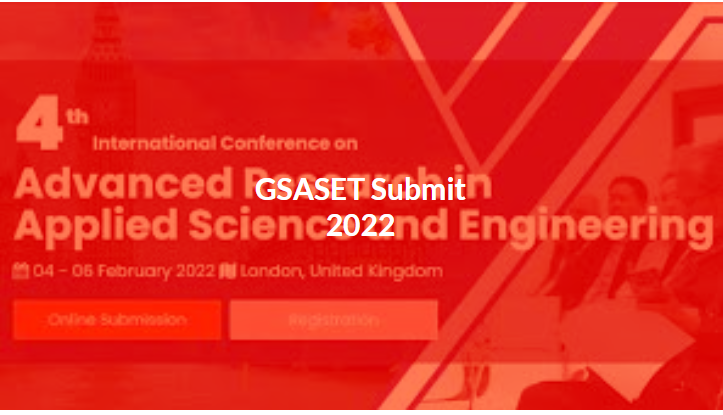 4th
International Conference on
Advanced Research in
GSASET Submit
Applied Science and Engineering
2022
04 - 06 February 2022 London, United Kingdom
Online Submission
Registration